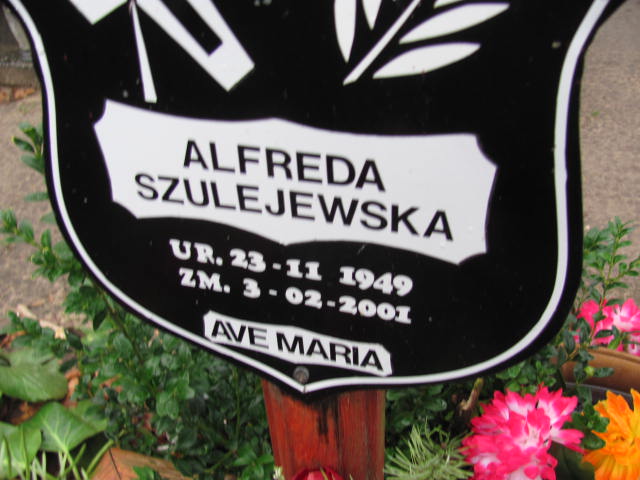 ALFREDA
SZULEJEWSKA
UR. 23-11 1949
ZM. 3-02-2001
AVE MARIA